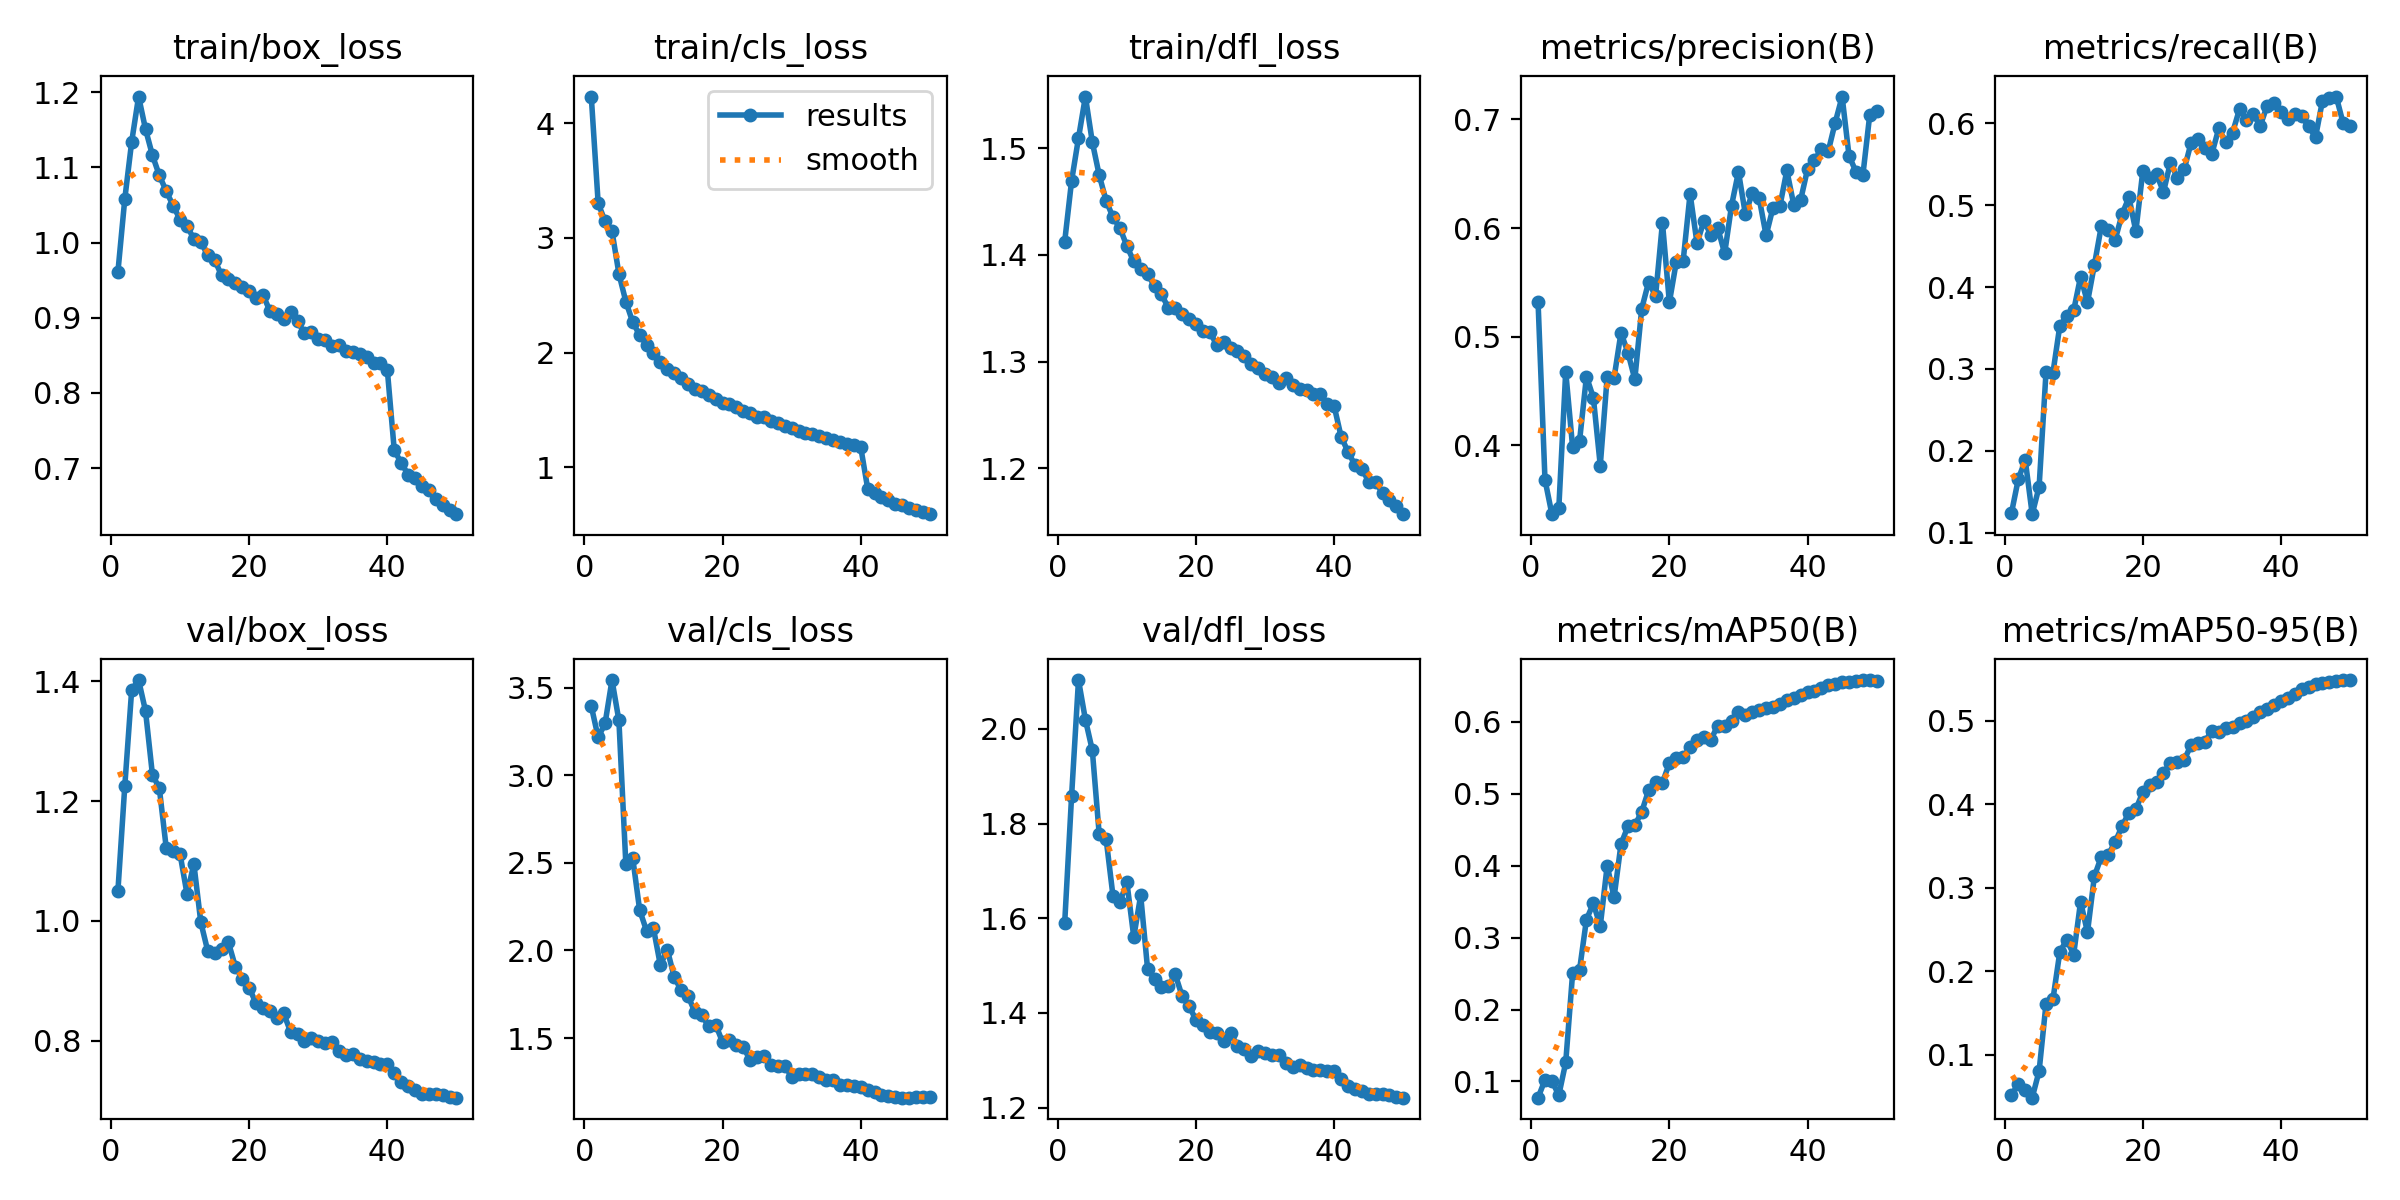 train/box_loss
train/cls_loss
train/dfl_loss
metrics/precision(B)
metrics/recall(B)
1.2
1.1
1.0
0.9
0.8
0.7
0 20 40
results
smooth
4
3
2
1
0 20 40
1.5
1.4
1.3
1.2
0 20 40
0.7
0.6
0.5
0.4
0 20 40
0.6
0.5
0.4
0.3
0.2
0.1
0 20 40
val/box_loss
val/cls_loss
val/dfl_loss
metrics/mAP50(B)
metrics/mAP50-95(B)
1.4
1.2
1.0
0.8
0 20 40
3.5
3.0
2.5
2.0
1.5
0 20 40
2.0
1.8
1.6
1.4
1.2
0 20 40
0.6
0.5
0.4
0.3
0.2
0.1
0 20 40
0.5
0.4
0.3
0.2
0.1
0 20 40